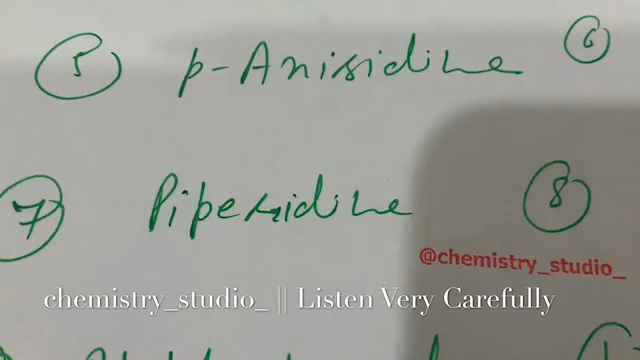 5 p-Anisidine 6
7 Piperidine 8
@chemistry_studio_
chemistry_studio_ || Listen Very Carefully